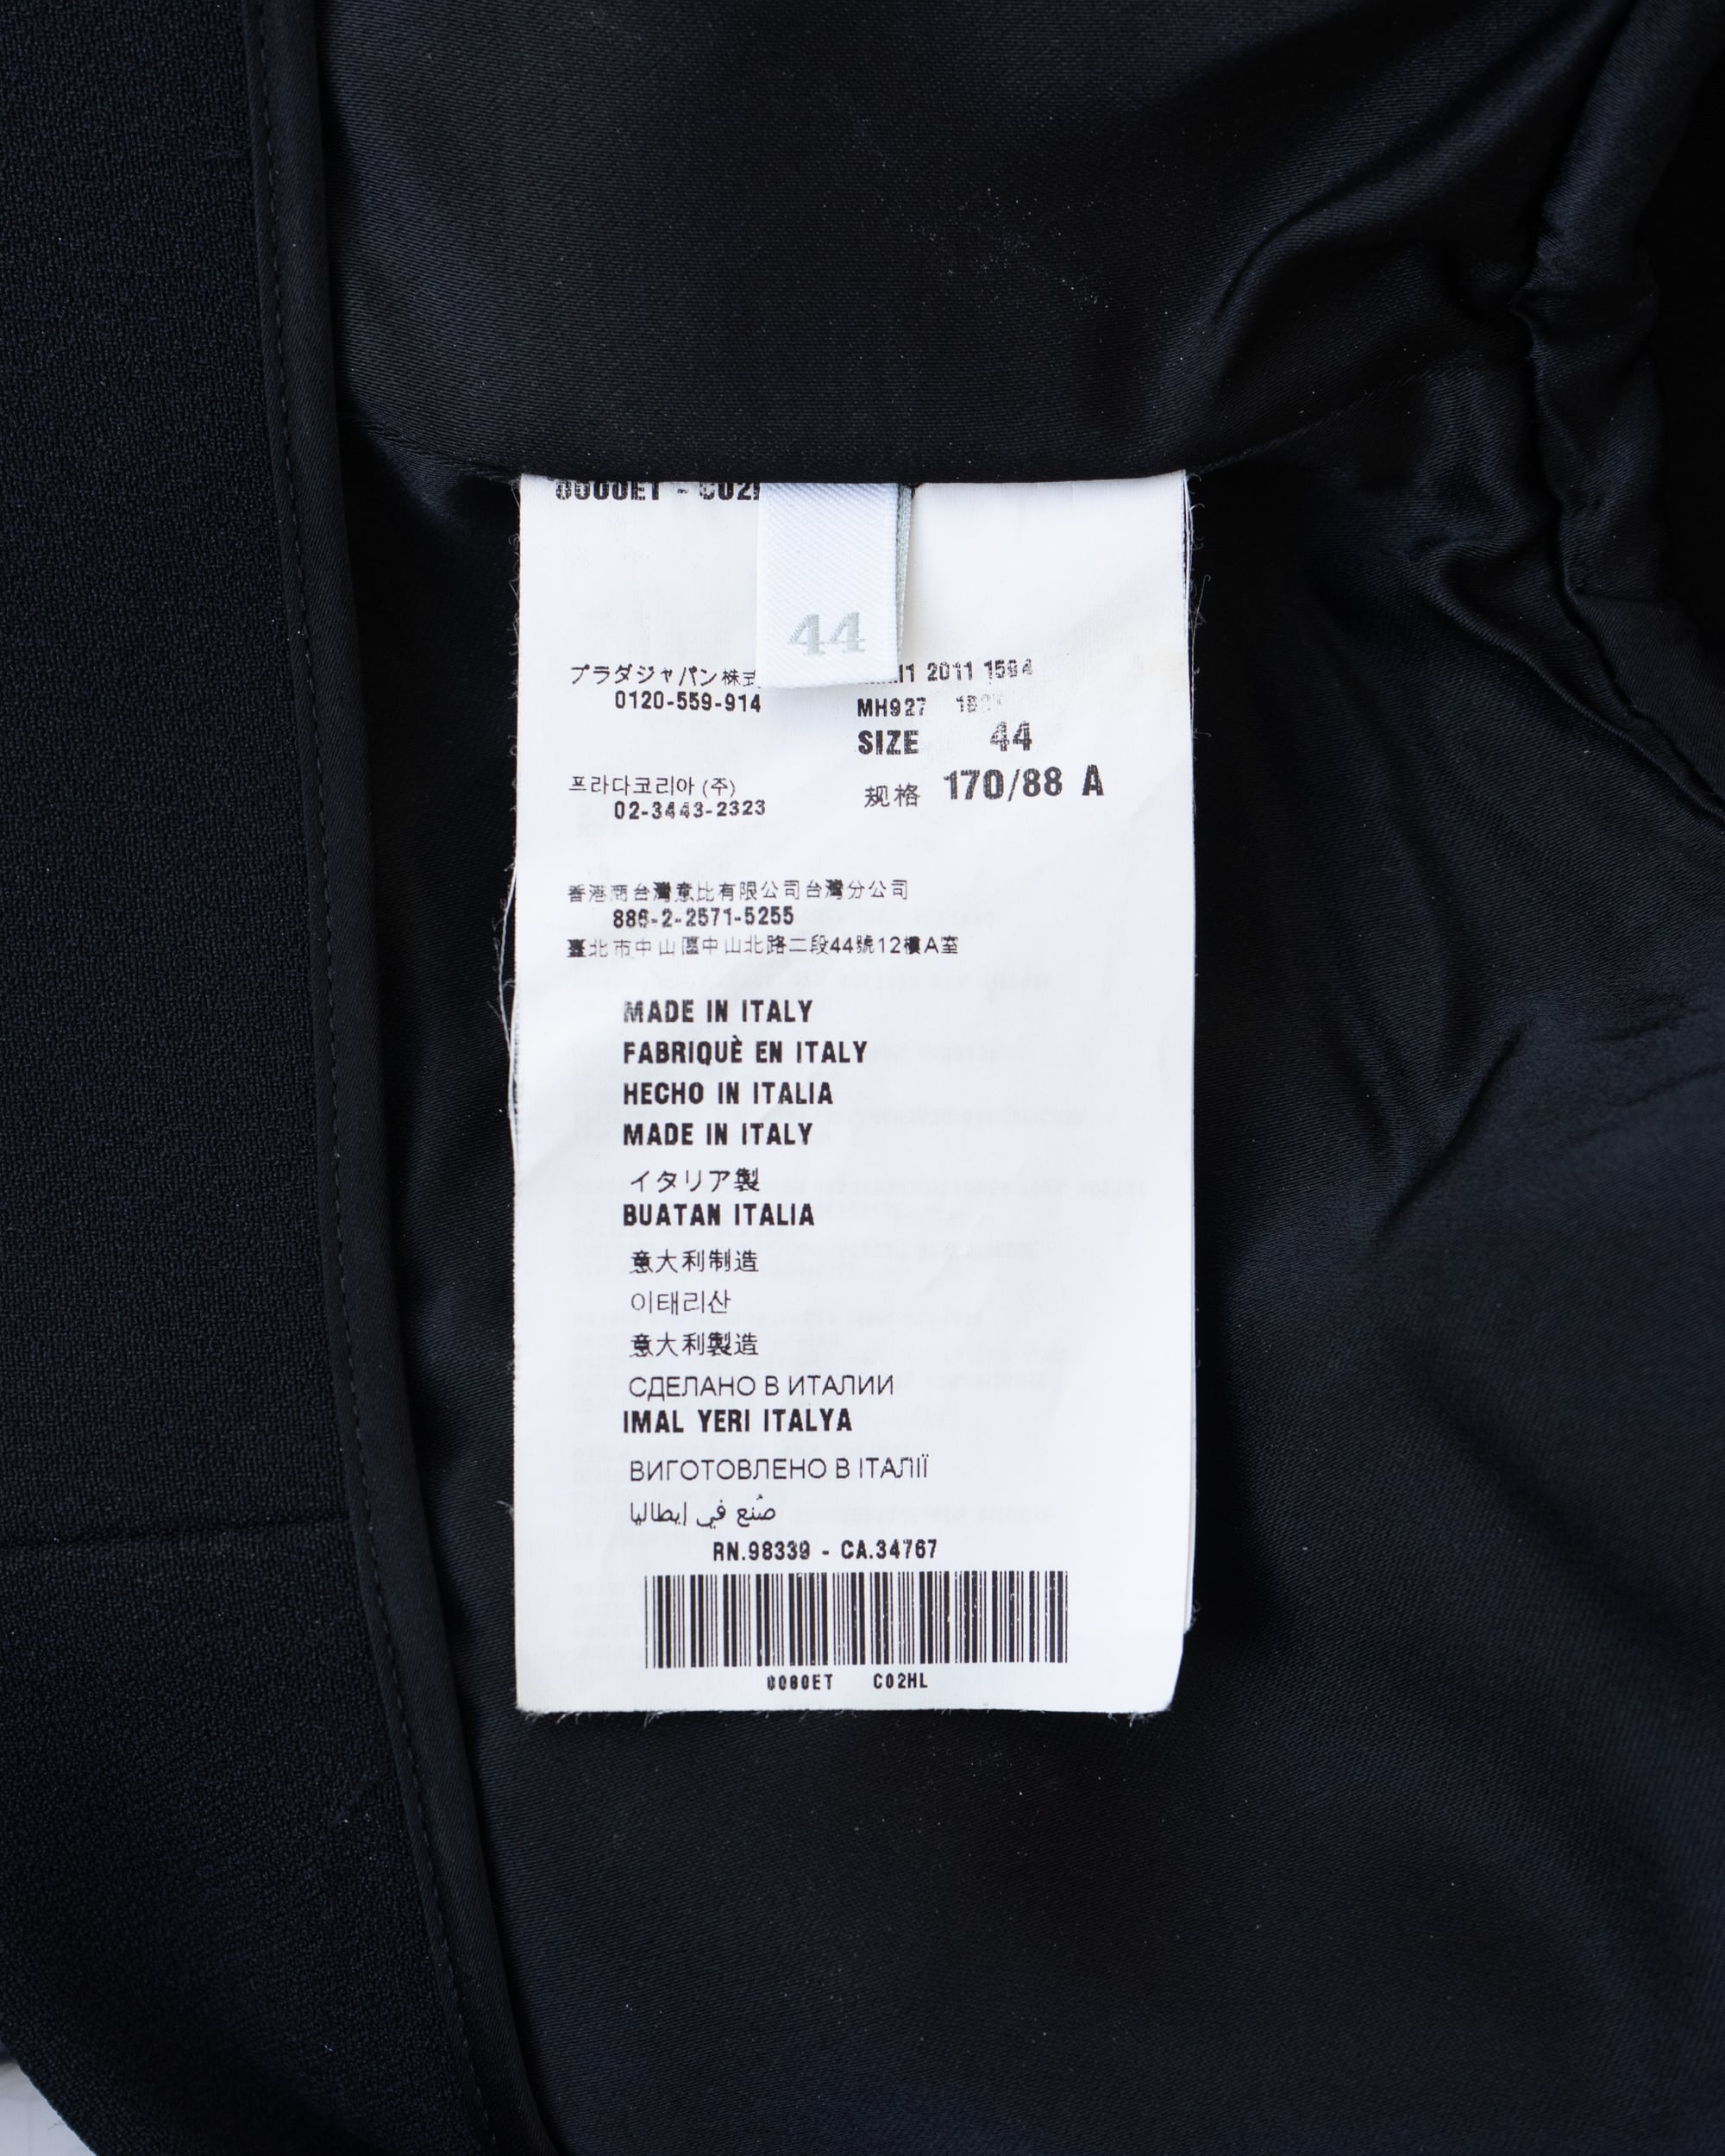 44
プラダジャパン株式
0120-559-914
2011 1594
MH927
SIZE 44
프라다코리아 (주)
02-3443-2323
规格 170/88 A
香港商台灣意比有限公司台灣分公司
886-2-2571-5255
臺北市中山區中山北路二段44號12樓A室
MADE IN ITALY
FABRIQUÈ EN ITALY
HECHO IN ITALIA
MADE IN ITALY
イタリア製
BUATAN ITALIA
意大利制造
이태리산
意大利製造
СДЕЛАНО В ИТАЛИИ
IMAL YERI ITALYA
ВИГОТОВЛЕНО В ІТАЛІЇ
صُنع في إيطاليا
RN.98339 - CA.34767
0080ET C02HL